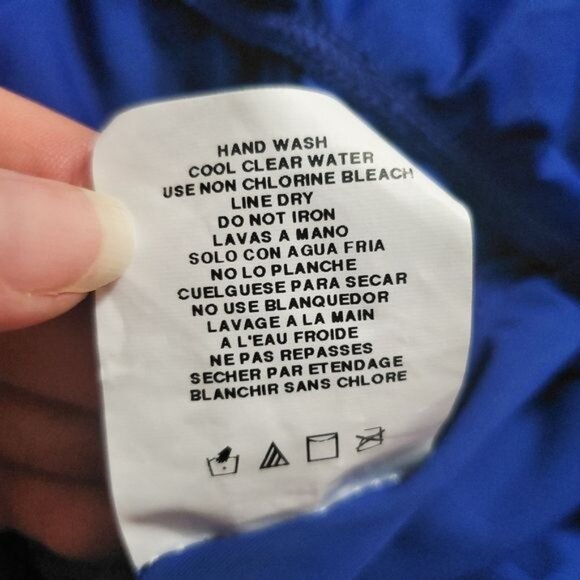 HAND WASH
COOL CLEAR WATER
USE NON CHLORINE BLEACH
LINE DRY
DO NOT IRON
LAVAS A MANO
SOLO CON AGUA FRIA
NO LO PLANCHE
CUELGUESE PARA SECAR
NO USE BLANQUEDOR
LAVAGE A LA MAIN
A L'EAU FROIDE
NE PAS REPASSES
SECHER PAR ETENDAGE
BLANCHIR SANS CHLORE